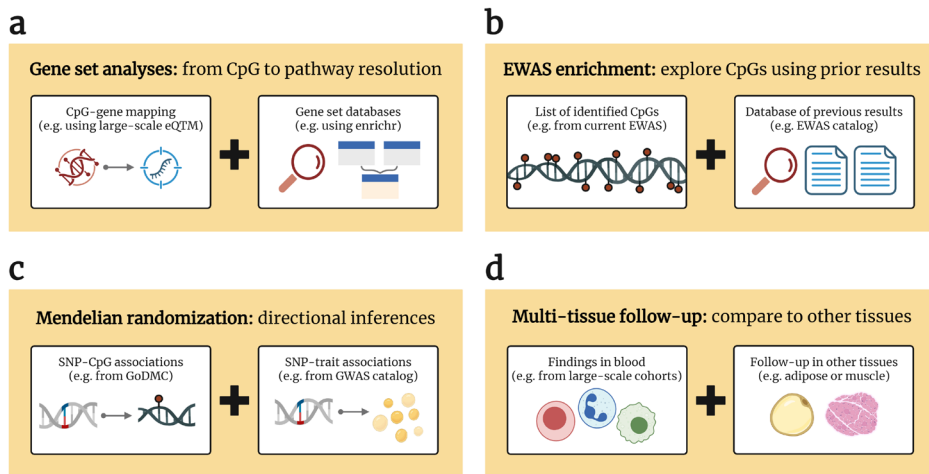 a
Gene set analyses: from CpG to pathway resolution
CpG-gene mapping
(e.g. using large-scale eQTM)
Gene set databases
(e.g. using enrichr)
b
EWAS enrichment: explore CpGs using prior results
List of identified CpGs
(e.g. from current EWAS)
Database of previous results
(e.g. EWAS catalog)
c
Mendelian randomization: directional inferences
SNP-CpG associations
(e.g. from GoDMC)
SNP-trait associations
(e.g. from GWAS catalog)
d
Multi-tissue follow-up: compare to other tissues
Findings in blood
(e.g. from large-scale cohorts)
Follow-up in other tissues
(e.g. adipose or muscle)